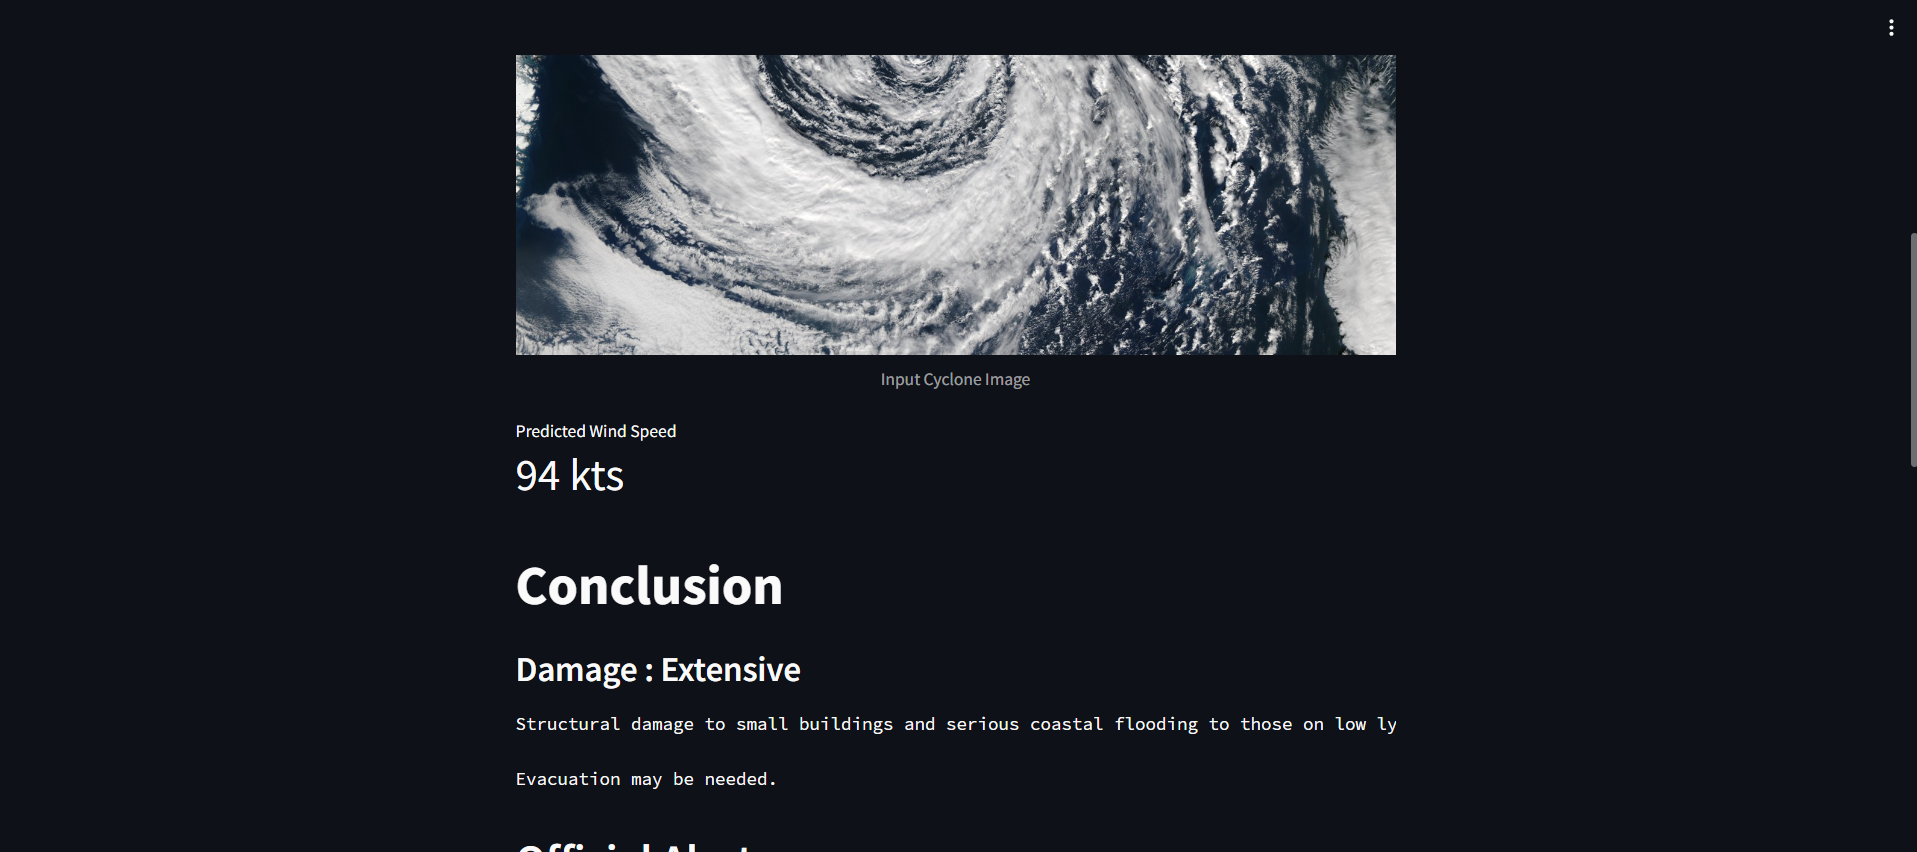 Input Cyclone Image
Predicted Wind Speed
94 kts
Conclusion
Damage : Extensive
Structural damage to small buildings and serious coastal flooding to those on low ly
Evacuation may be needed.